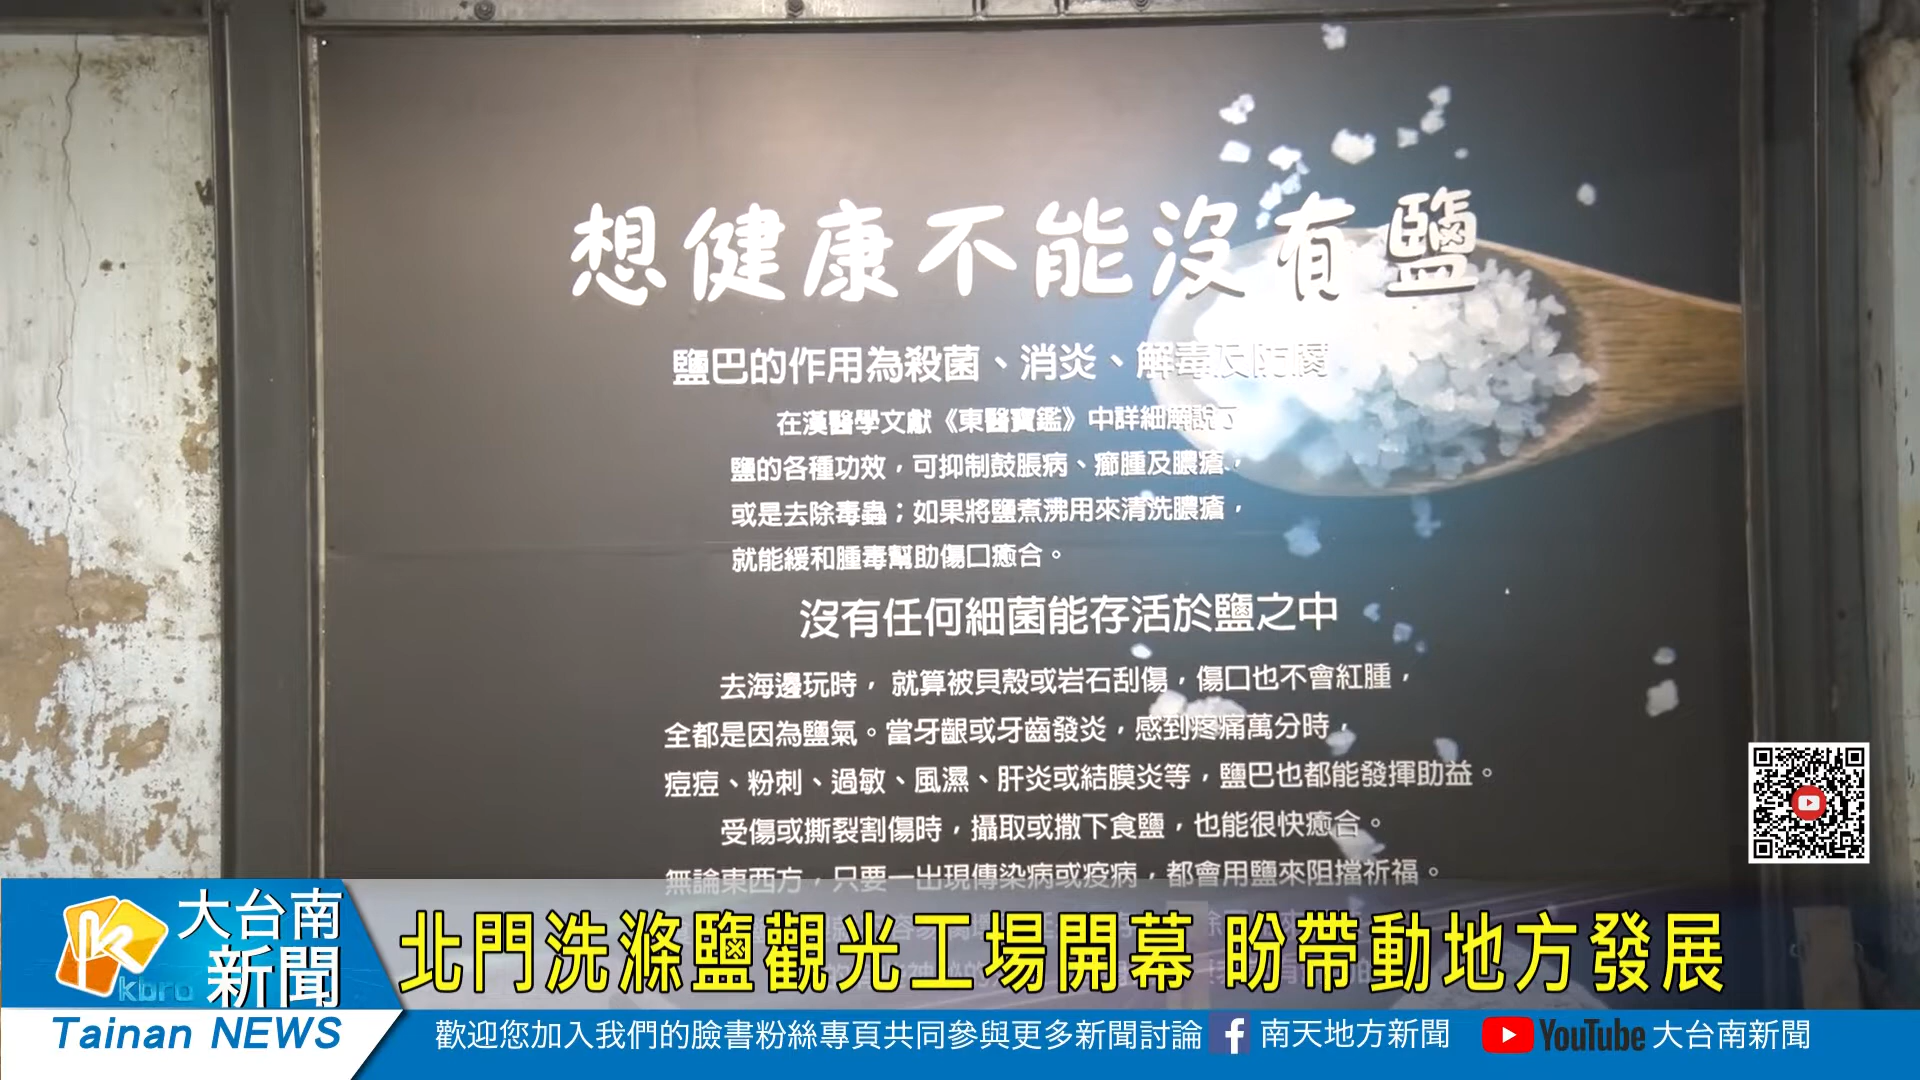 想健康不能沒有鹽
鹽巴的作用為殺菌、消炎、解毒及防腐
在漢醫學文獻《東醫寶鑑》中詳細解說了
鹽的各種功效，可抑制鼓脹病、癤腫及膿瘡，
或是去除毒蟲；如果將鹽煮沸用來清洗膿瘡，
就能緩和腫毒幫助傷口癒合。
沒有任何細菌能存活於鹽之中
去海邊玩時，就算被貝殼或岩石刮傷，傷口也不會紅腫，
全都是因為鹽氣。當牙齦或牙齒發炎，感到疼痛萬分時，
痘痘、粉刺、過敏、風濕、肝炎或結膜炎等，鹽巴也都能發揮助益。
受傷或撕裂割傷時，攝取或撒下食鹽，也能很快癒合。
無論東西方，只要一出現傳染病或疫病，都會用鹽來阻擋祈福。
大台南
新聞
kbro
Tainan NEWS
北門洗滌鹽觀光工場開幕 盼帶動地方發展
歡迎您加入我們的臉書粉絲專頁共同參與更多新聞討論 南天地方新聞 YouTube 大台南新聞